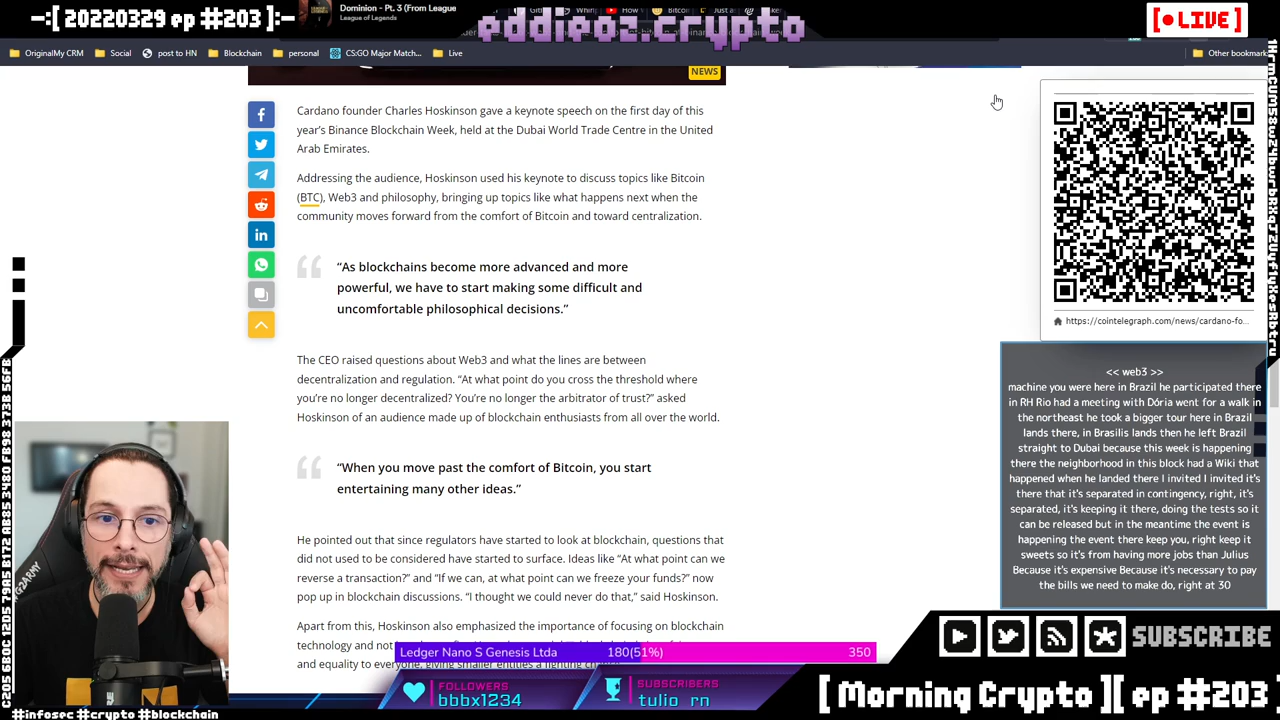 -:[ 20220329 ep #203 ]:-
Dominion - Pt. 3 (From League
League of Legends
eddieoz.crypto
[●LIVE]
OriginalMy CRM
Social
post to HN
Blockchain
personal
CS:GO Major Match...
Live
Other bookmark
NEWS
Cardano founder Charles Hoskinson gave a keynote speech on the first day of this
year's Binance Blockchain Week, held at the Dubai World Trade Centre in the United
Arab Emirates.
Addressing the audience, Hoskinson used his keynote to discuss topics like Bitcoin
(BTC), Web3 and philosophy, bringing up topics like what happens next when the
community moves forward from the comfort of Bitcoin and toward centralization.
“As blockchains become more advanced and more
powerful, we have to start making some difficult and
uncomfortable philosophical decisions.”
The CEO raised questions about Web3 and what the lines are between
decentralization and regulation. “At what point do you cross the threshold where
you're no longer decentralized? You're no longer the arbitrator of trust?” asked
Hoskinson of an audience made up of blockchain enthusiasts from all over the world.
“When you move past the comfort of Bitcoin, you start
entertaining many other ideas.”
He pointed out that since regulators have started to look at blockchain, questions that
did not used to be considered have started to surface. Ideas like “At what point can we
reverse a transaction?” and “If we can, at what point can we freeze your funds?” now
pop up in blockchain discussions. “I thought we could never do that,” said Hoskinson.
Apart from this, Hoskinson also emphasized the importance of focusing on blockchain
technology and not
and equality to everyone, giving smaller entities a fighting chance
https://cointelegraph.com/news/cardano-fo...
<< web3 >>
machine you were here in Brazil he participated there
in RH Rio had a meeting with Dória went for a walk in
the northeast he took a bigger tour here in Brazil
lands there, in Brasilis lands then he left Brazil
straight to Dubai because this week is happening
there the neighborhood in this block had a Wiki that
happened when he landed there I invited I invited it's
there that it's separated in contingency, right, it's
separated, it's keeping it there, doing the tests so it
can be released but in the meantime the event is
happening the event there keep you, right keep it
sweets so it's from having more jobs than Julius
Because it's expensive Because it's necessary to pay
the bills we need to make do, right at 30
Ledger Nano S Genesis Ltda 180(51%) 350
FOLLOWERS
bbbx1234
SUBSCRIBERS
tulio_rn
SUBSCRIBE
[ Morning Crypto ][ ep #203 ]
#infosec #crypto #blockchain